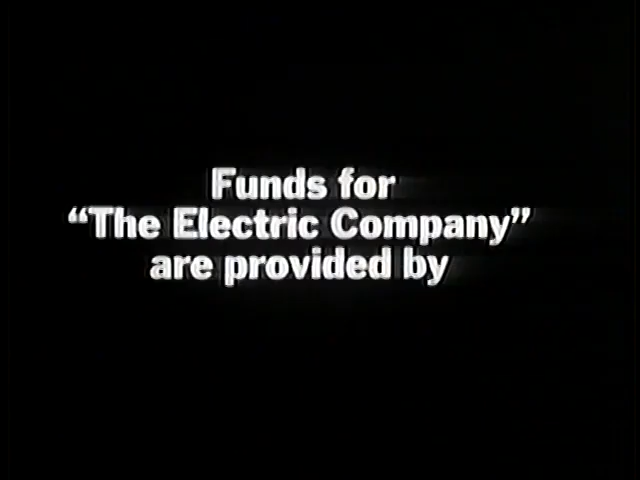 Funds for
“The Electric Company”
are provided by